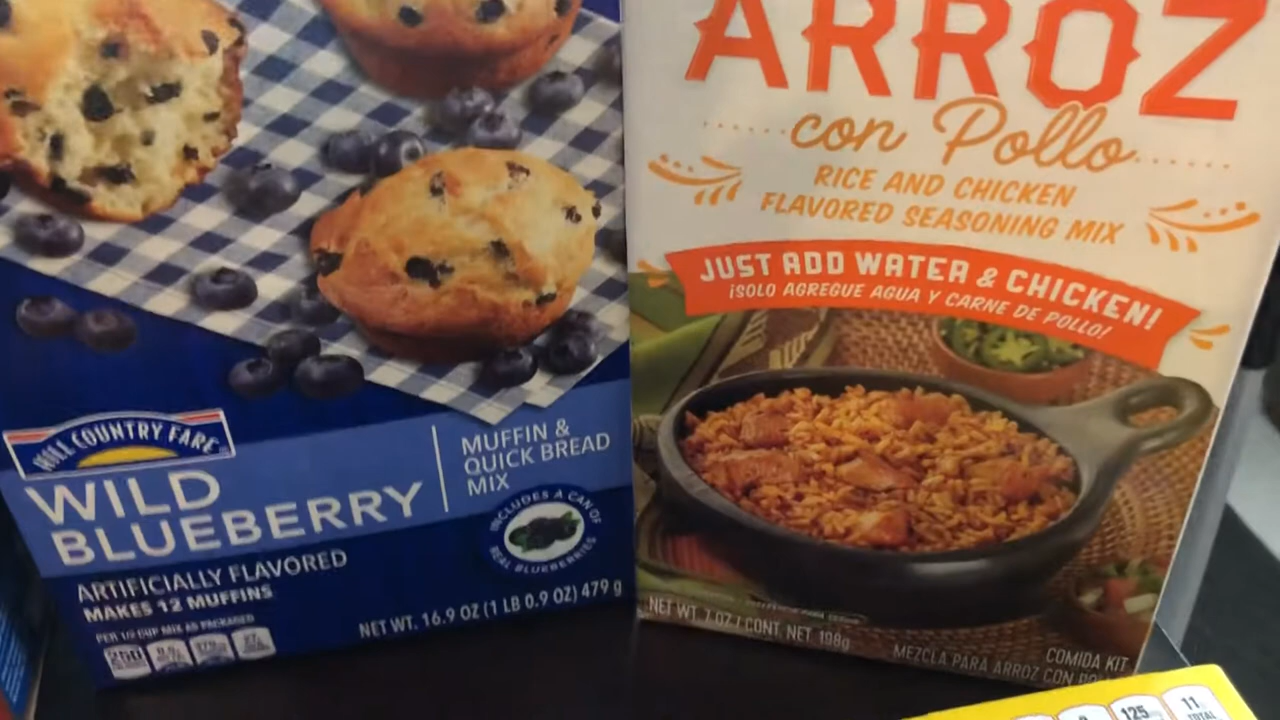 HILL COUNTRY FARE
WILD
BLUEBERRY
MUFFIN &
QUICK BREAD
MIX
INCLUDES A CAN OF
REAL BLUEBERRIES
ARTIFICIALLY FLAVORED
MAKES 12 MUFFINS
PER 1/3 CUP MIX AS PACKAGED
NET WT. 16.9 OZ (1 LB 0.9 OZ) 479 g
ARROZ
con Pollo
RICE AND CHICKEN
FLAVORED SEASONING MIX
JUST ADD WATER & CHICKEN!
¡SOLO AGREGUE AGUA Y CARNE DE POLLO!
NET WT. 7 OZ / CONT. NET. 198g
COMIDA KIT
MEZCLA PARA ARROZ CON
125
11
TOTAL